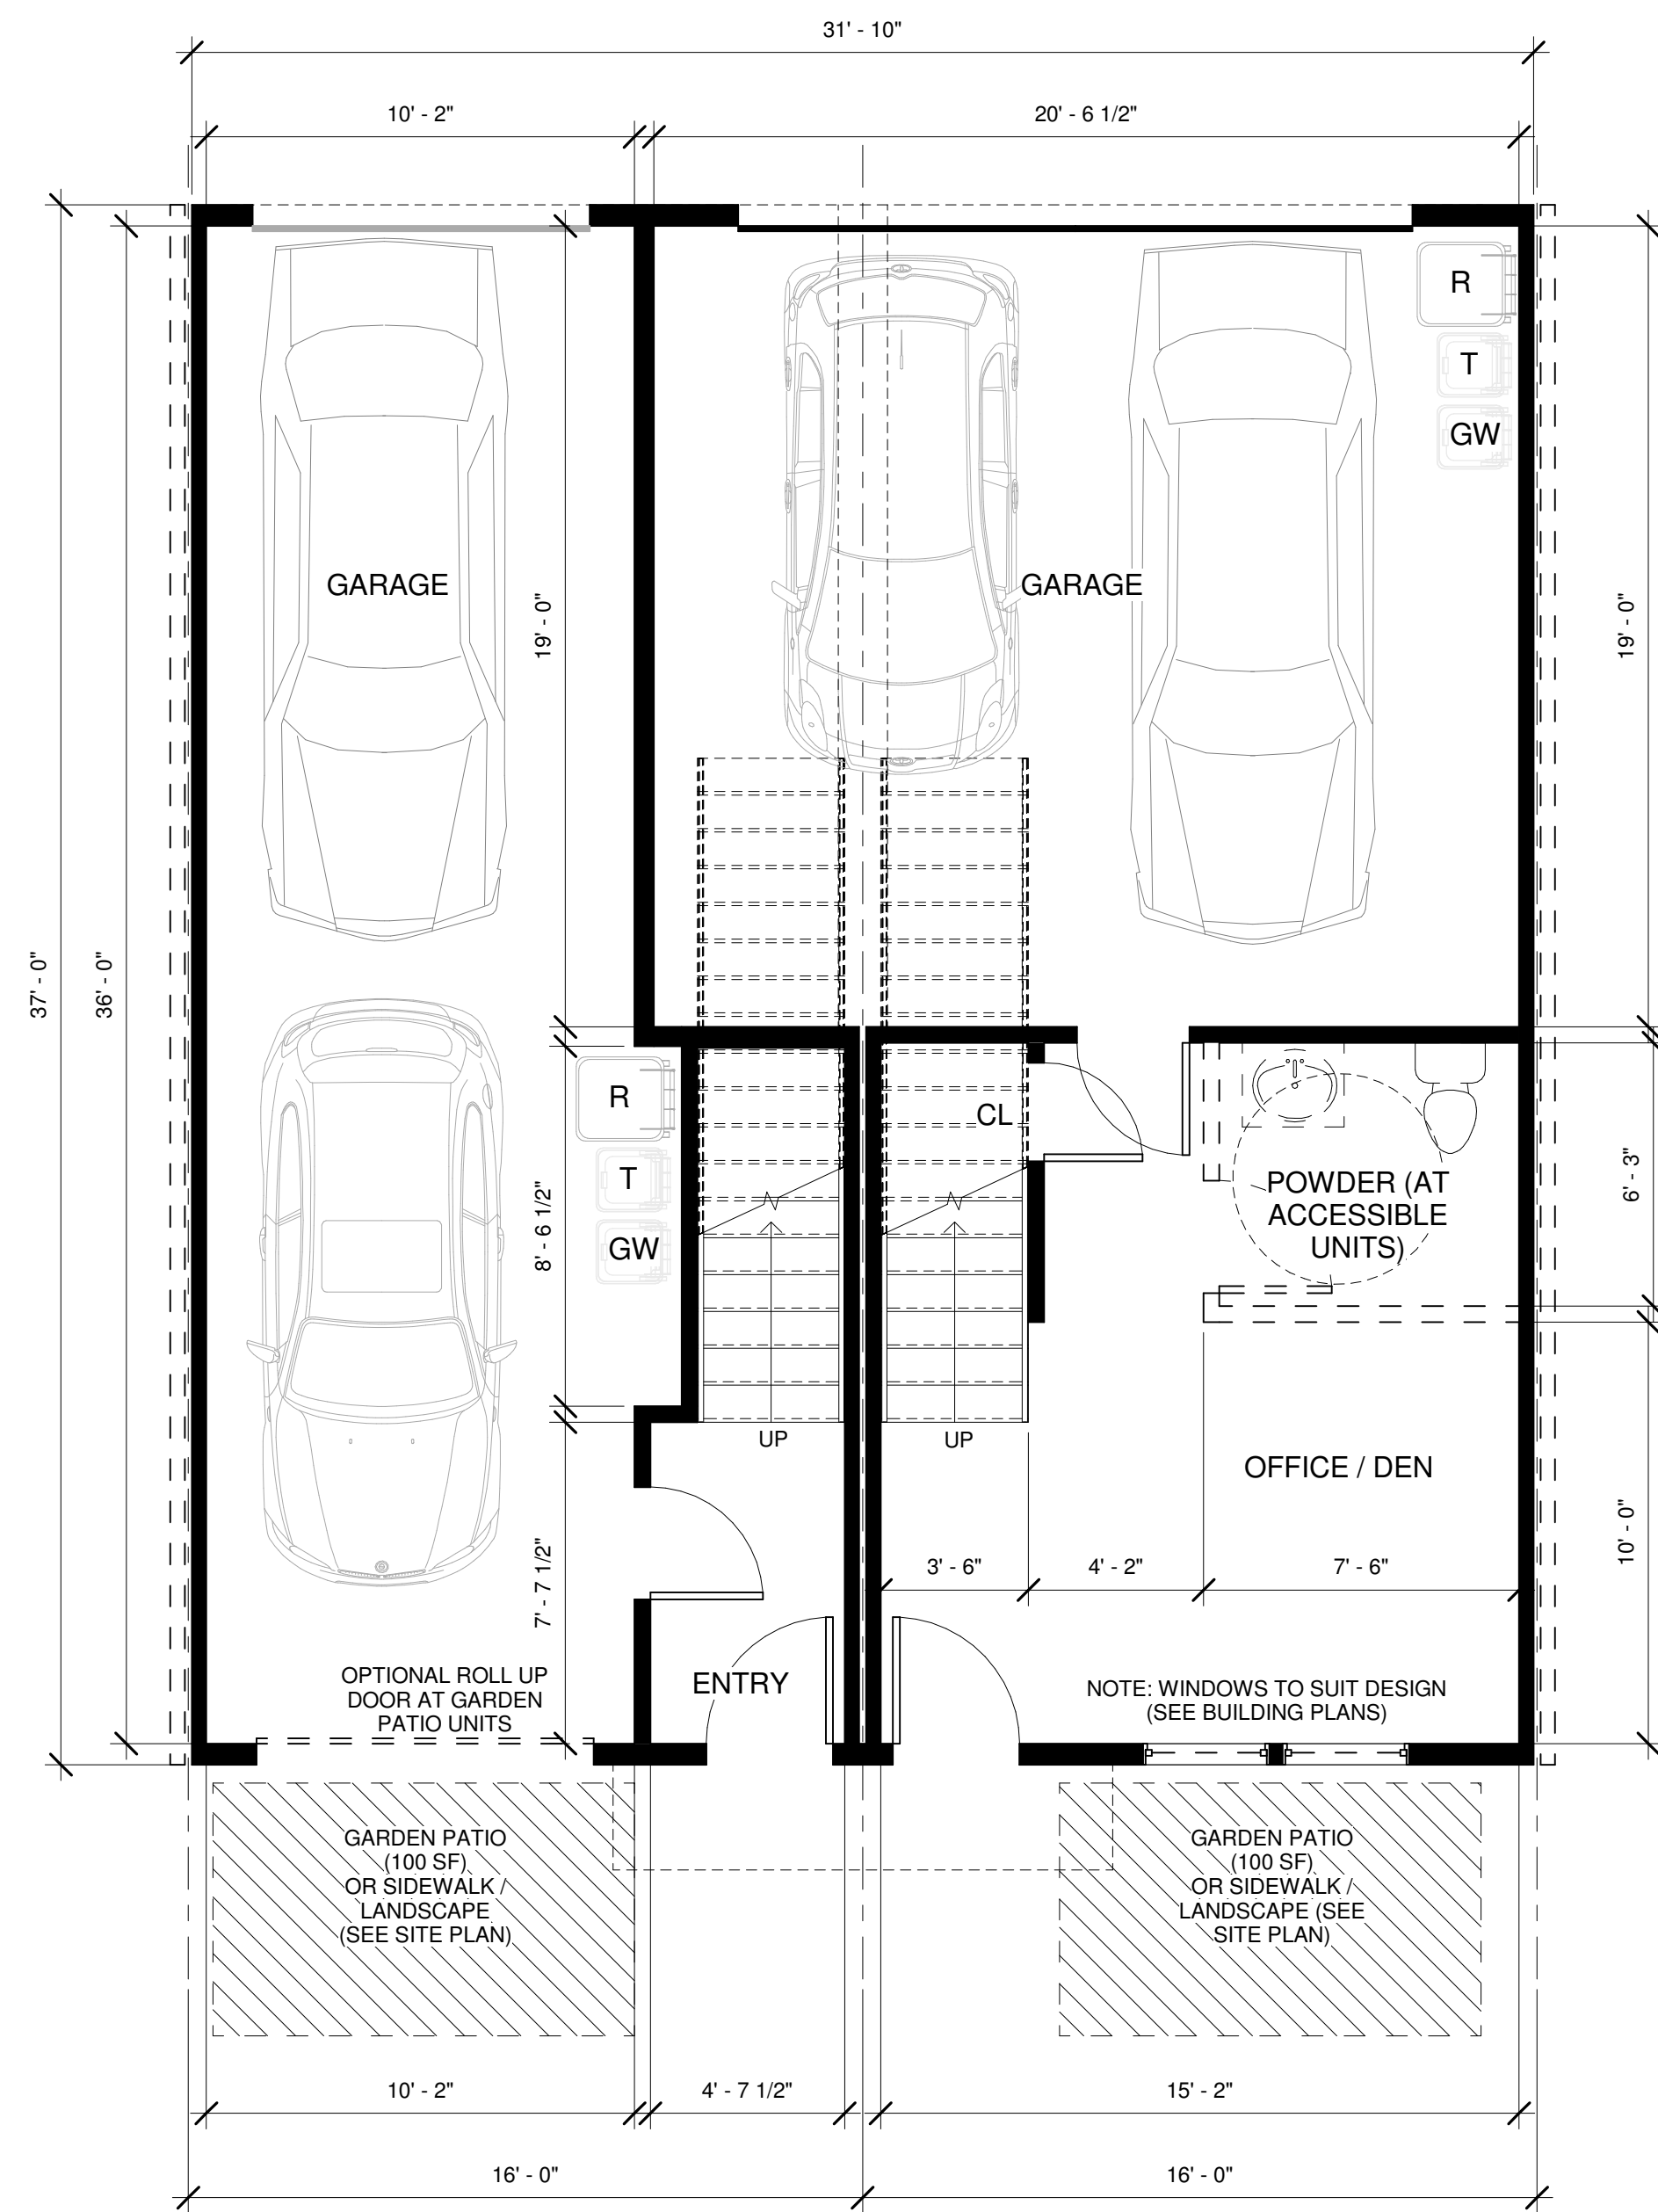 31' - 10"
10' - 2"
20' - 6 1/2"
R
T
GW
GARAGE
GARAGE
19' - 0"
19' - 0"
37' - 0"
36' - 0"
R
T
GW
8' - 6 1/2"
CL
POWDER (AT
ACCESSIBLE
UNITS)
6' - 3"
UP
UP
OFFICE / DEN
10' - 0"
7' - 7 1/2"
3' - 6"
4' - 2"
7' - 6"
OPTIONAL ROLL UP
DOOR AT GARDEN
PATIO UNITS
ENTRY
NOTE: WINDOWS TO SUIT DESIGN
(SEE BUILDING PLANS)
GARDEN PATIO
(100 SF)
OR SIDEWALK /
LANDSCAPE
(SEE SITE PLAN)
GARDEN PATIO
(100 SF)
OR SIDEWALK /
LANDSCAPE (SEE
SITE PLAN)
10' - 2"
4' - 7 1/2"
15' - 2"
16' - 0"
16' - 0"